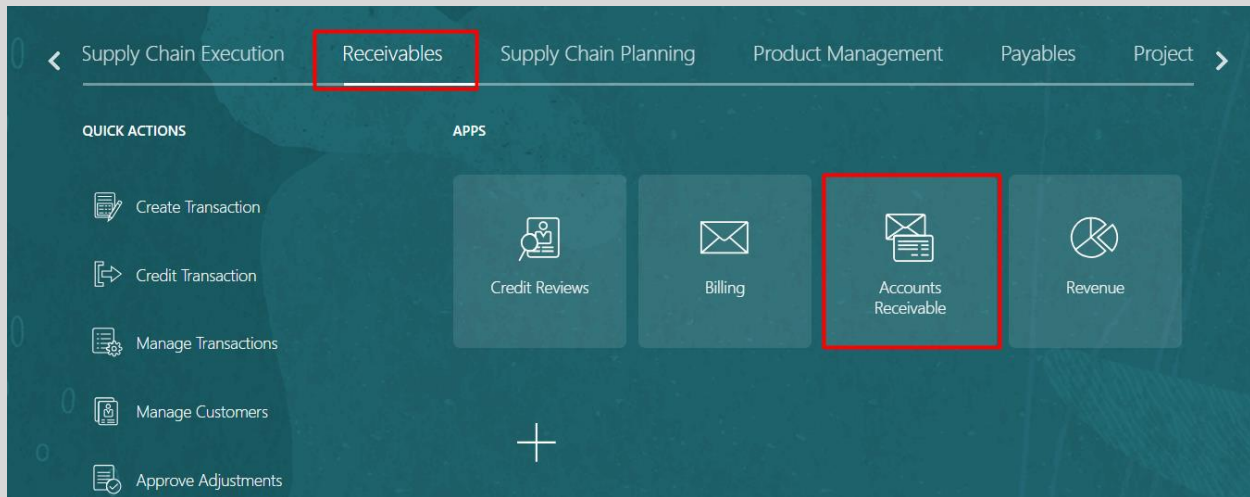 Supply Chain Execution Receivables Supply Chain Planning Product Management Payables Project
QUICK ACTIONS
Create Transaction
Credit Transaction
Manage Transactions
Manage Customers
Approve Adjustments
APPS
Credit Reviews
Billing
Accounts
Receivable
Revenue